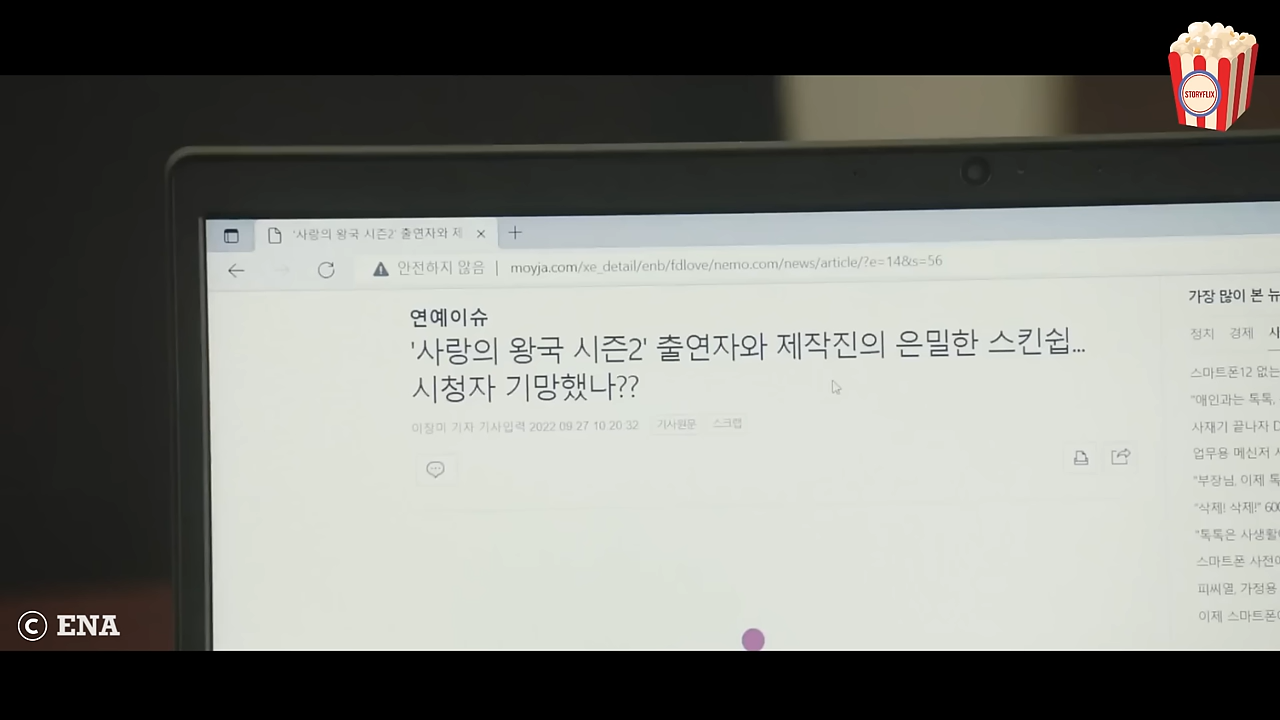 STORYFLIX
'사랑의 왕국 시즌2' 출연자와 제
안전하지 않음 | moyja.com/xe_detail/enb/fdlove/nemo.com/news/article/?e=14&s=56
연예이슈
'사랑의 왕국 시즌2' 출연자와 제작진의 은밀한 스킨쉽...
시청자 기망했나??
이장미 기자 기사입력 2022.09.27 10:20:32 기사원문 스크랩
가장 많이 본 뉴
정치 경제 사
스마트폰12 없는
"애인과는 톡톡,
사재기 끝나자 D
업무용 메신저 시
"부장님, 이제 톡
"삭제! 삭제!" 600
"톡톡은 사생활
스마트폰 사전예
피씨열, 가정용
이제 스마트폰
© ENA